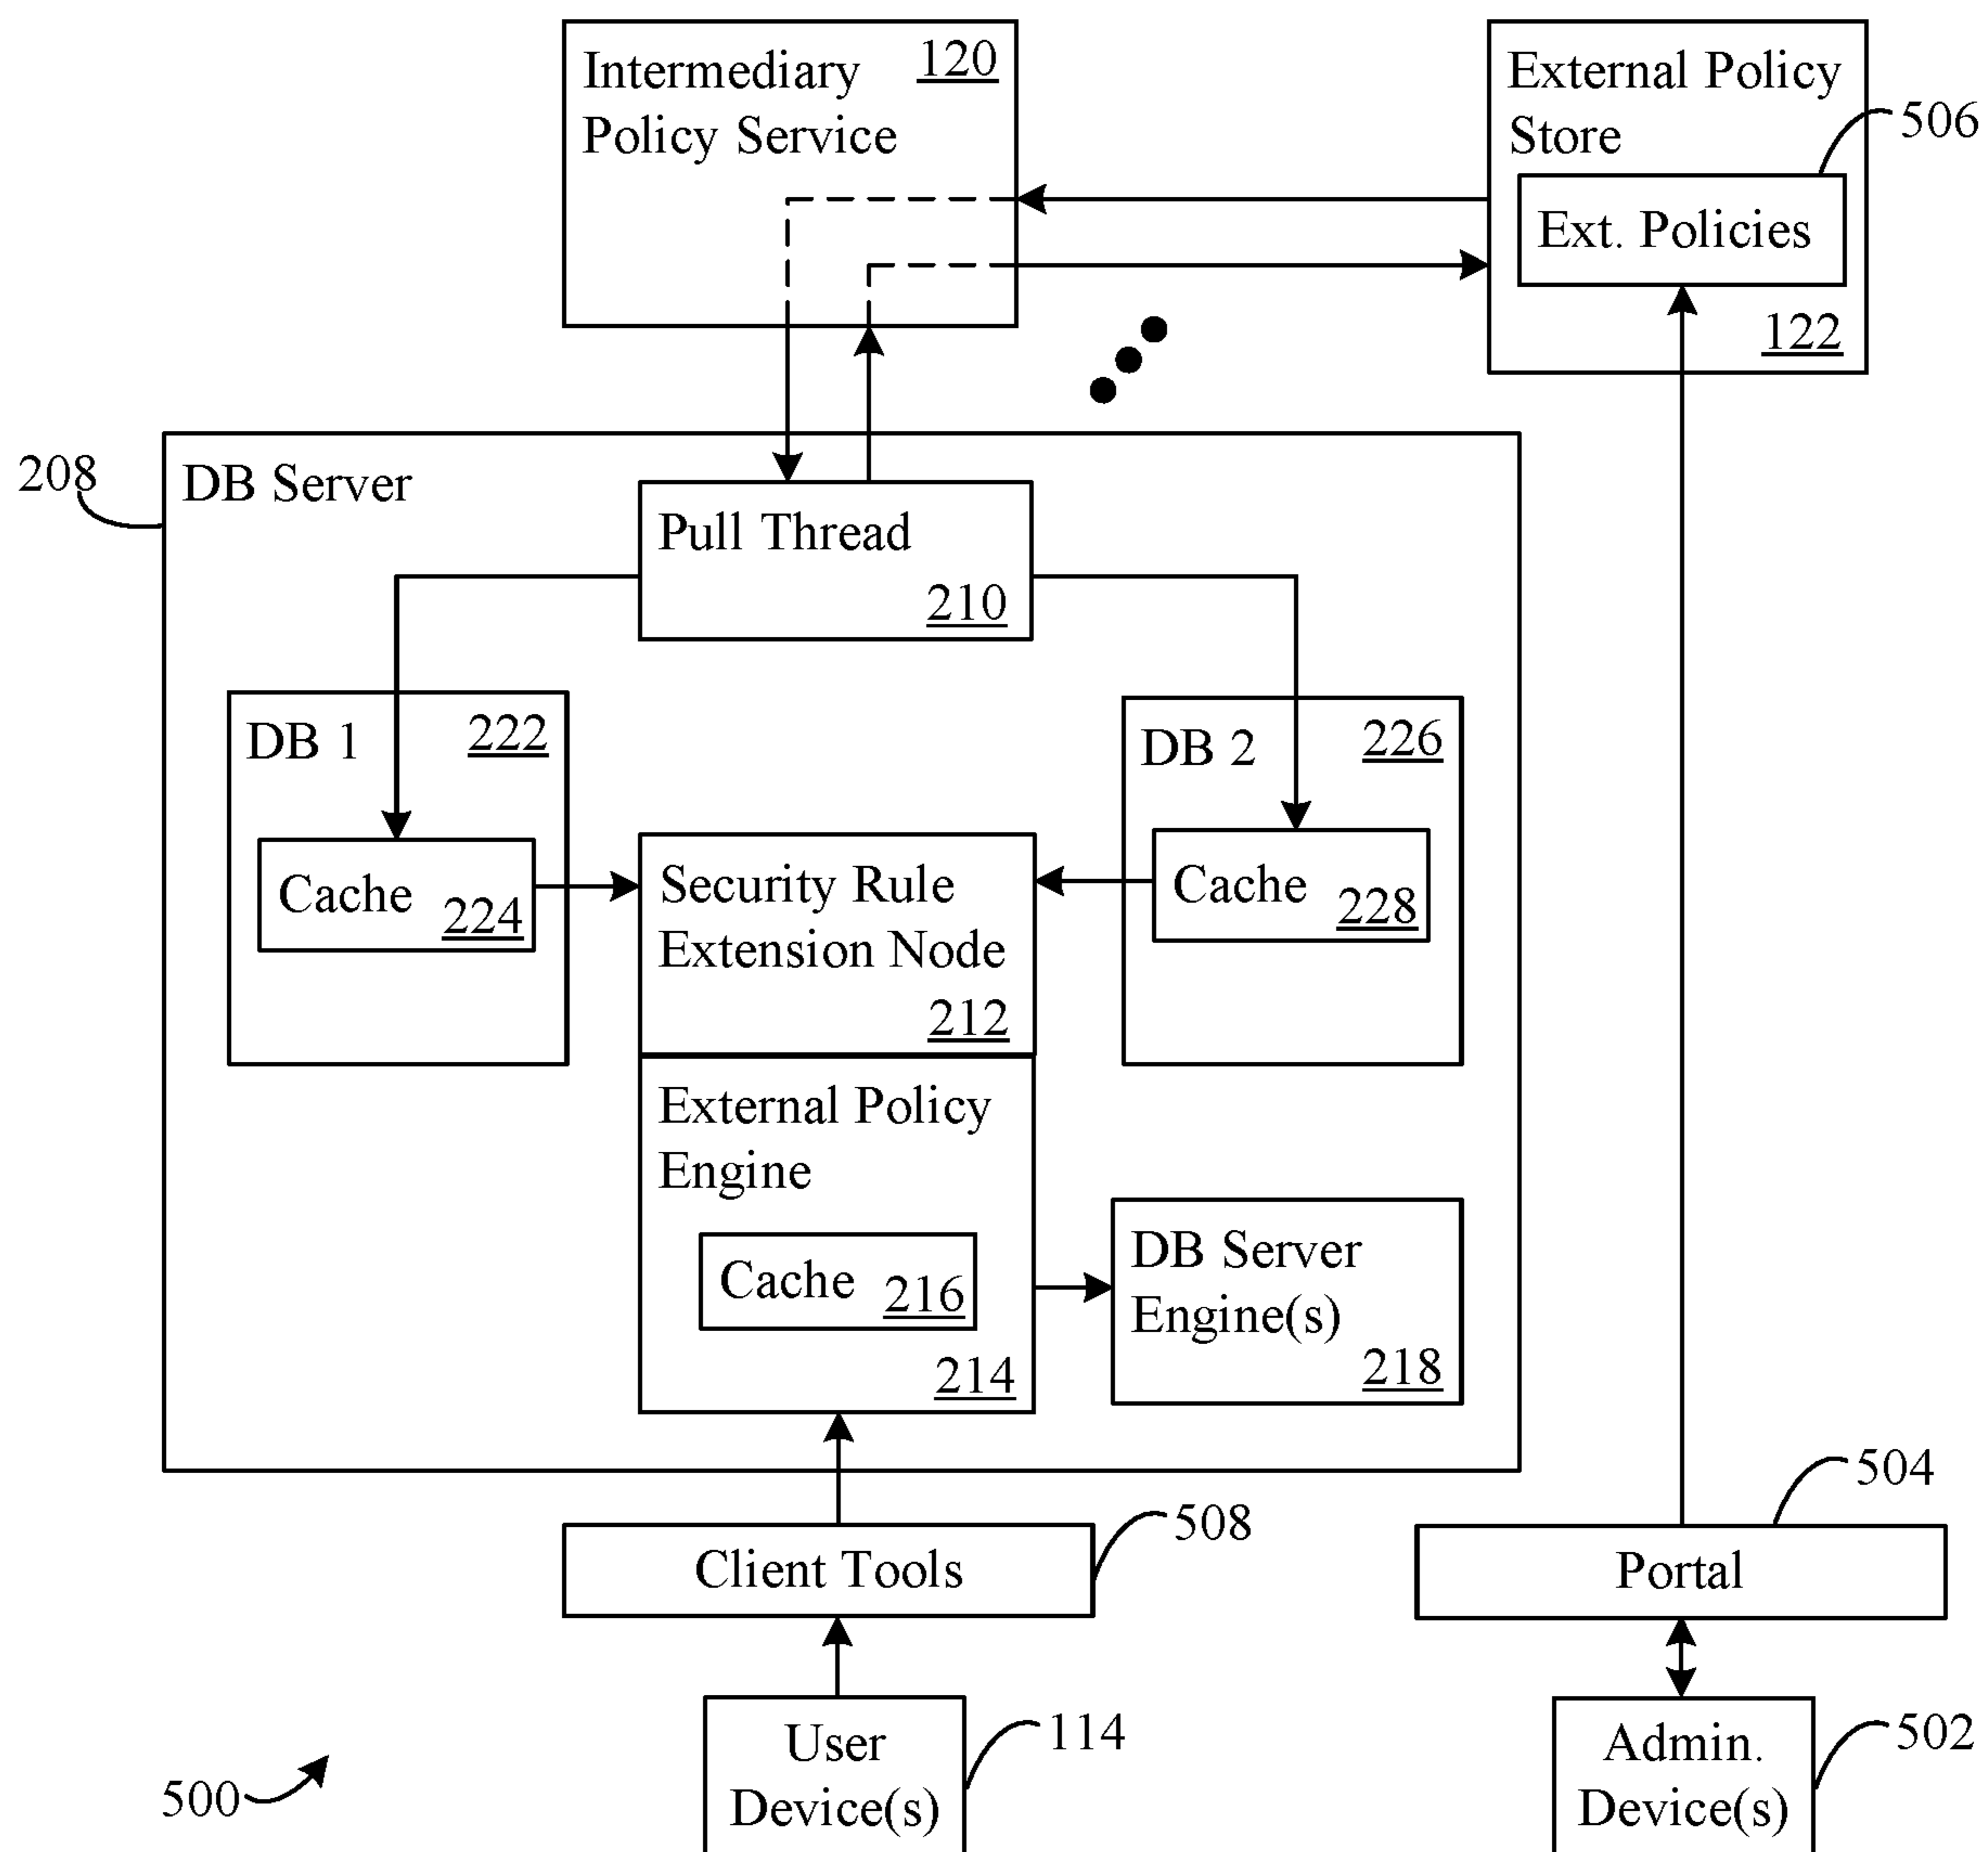 Intermediary
Policy Service
120
External Policy
Store
506
Ext. Policies
122
208
DB Server
Pull Thread
210
DB 1
222
Cache
224
DB 2
226
Cache
228
Security Rule
Extension Node
212
External Policy
Engine
Cache
216
214
DB Server
Engine(s)
218
504
508
Client Tools
Portal
User
Device(s)
114
Admin.
Device(s)
502
500